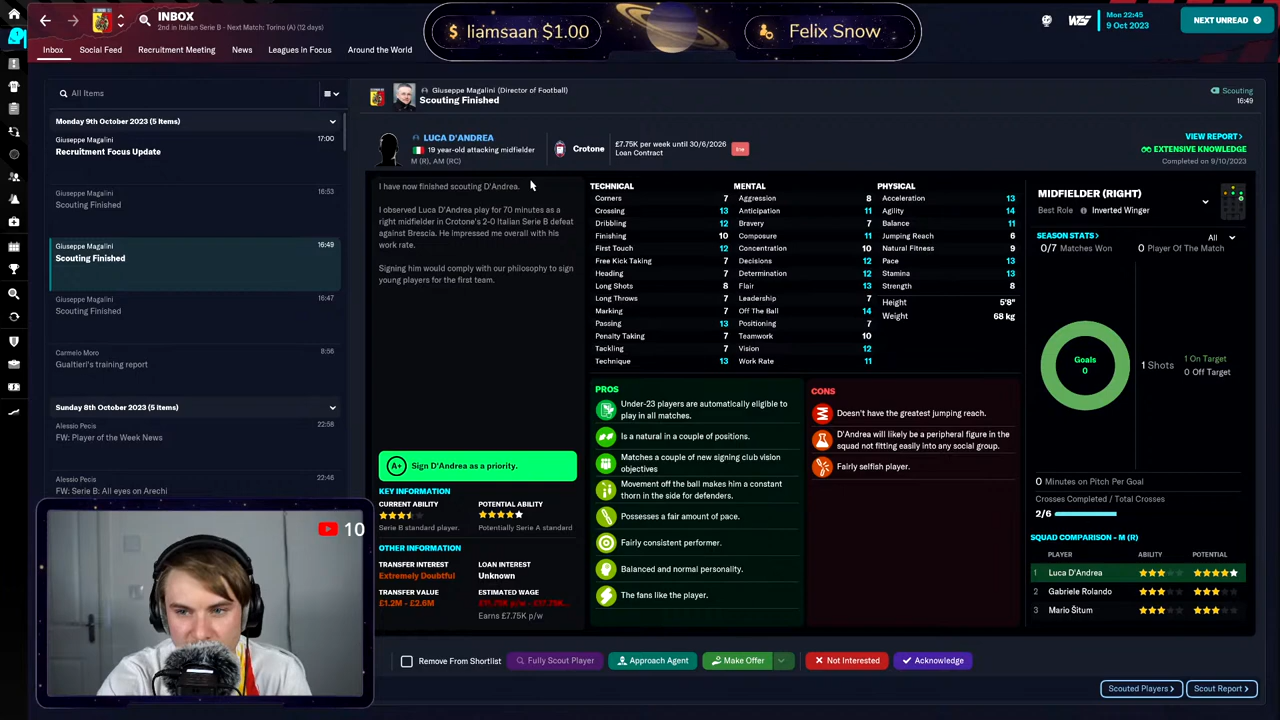 INBOX
2nd in Italian Serie B - Next Match: Torino (A) (12 days)
$ liamsaan $1.00
Felix Snow
Mon 22:45
9 Oct 2023
NEXT UNREAD
Inbox
Social Feed
Recruitment Meeting
News
Leagues in Focus
Around the World
All Items
Monday 9th October 2023 (5 Items)
Giuseppe Magalini
17:00
Recruitment Focus Update
Giuseppe Magalini
16:53
Scouting Finished
Giuseppe Magalini
16:49
Scouting Finished
Giuseppe Magalini
16:47
Scouting Finished
Carmelo Moro
9:56
Gualtieri's training report
Sunday 8th October 2023 (5 Items)
Alessio Pecis
22:58
FW: Player of the Week News
Alessio Pecis
22:46
FW: Serie B: All eyes on Arechi
10
Giuseppe Magalini (Director of Football)
Scouting Finished
Scouting
16:49
LUCA D'ANDREA
19 year-old attacking midfielder
M (R), AM (RC)
Crotone
£7.75K per week until 30/6/2026
Loan Contract
VIEW REPORT
EXTENSIVE KNOWLEDGE
Completed on 9/10/2023
I have now finished scouting D'Andrea.
I observed Luca D'Andrea play for 70 minutes as a
right midfielder in Crotone's 2-0 Italian Serie B defeat
against Brescia. He impressed me overall with his
work rate.
Signing him would comply with our philosophy to sign
young players for the first team.
A+ Sign D'Andrea as a priority.
KEY INFORMATION
CURRENT ABILITY
POTENTIAL ABILITY
Serie B standard player.
Potentially Serie A standard
OTHER INFORMATION
TRANSFER INTEREST
LOAN INTEREST
Extremely Doubtful
Unknown
TRANSFER VALUE
ESTIMATED WAGE
£1.2M - £2.6M
Earns £7.75K p/w
TECHNICAL
Corners 7
Crossing 13
Dribbling 12
Finishing 10
First Touch 12
Free Kick Taking 7
Heading 7
Long Shots 8
Long Throws 7
Marking 7
Passing 13
Penalty Taking 7
Tackling 7
Technique 13
MENTAL
Aggression 8
Anticipation 11
Bravery 7
Composure 11
Concentration 10
Decisions 12
Determination 12
Flair 13
Leadership 7
Off The Ball 14
Positioning 7
Teamwork 10
Vision 12
Work Rate 11
PHYSICAL
Acceleration 13
Agility 14
Balance 11
Jumping Reach 6
Natural Fitness 9
Pace 13
Stamina 13
Strength 8
Height 5'8"
Weight 68 kg
PROS
Under-23 players are automatically eligible to
play in all matches.
Is a natural in a couple of positions.
Matches a couple of new signing club vision
objectives
Movement off the ball makes him a constant
thorn in the side for defenders.
Possesses a fair amount of pace.
Fairly consistent performer.
Balanced and normal personality.
The fans like the player.
CONS
Doesn't have the greatest jumping reach.
D'Andrea will likely be a peripheral figure in the
squad not fitting easily into any social group.
Fairly selfish player.
MIDFIELDER (RIGHT)
Best Role Inverted Winger
SEASON STATS
All
0/7 Matches Won
0 Player Of The Match
Goals
0
1 Shots
1 On Target
0 Off Target
0 Minutes on Pitch Per Goal
Crosses Completed / Total Crosses
2/6
SQUAD COMPARISON - M (R)
PLAYER ABILITY POTENTIAL
1 Luca D'Andrea
2 Gabriele Rolando
3 Mario Šitum
Remove From Shortlist
Fully Scout Player
Approach Agent
Make Offer
Not Interested
Acknowledge
Scouted Players
Scout Report